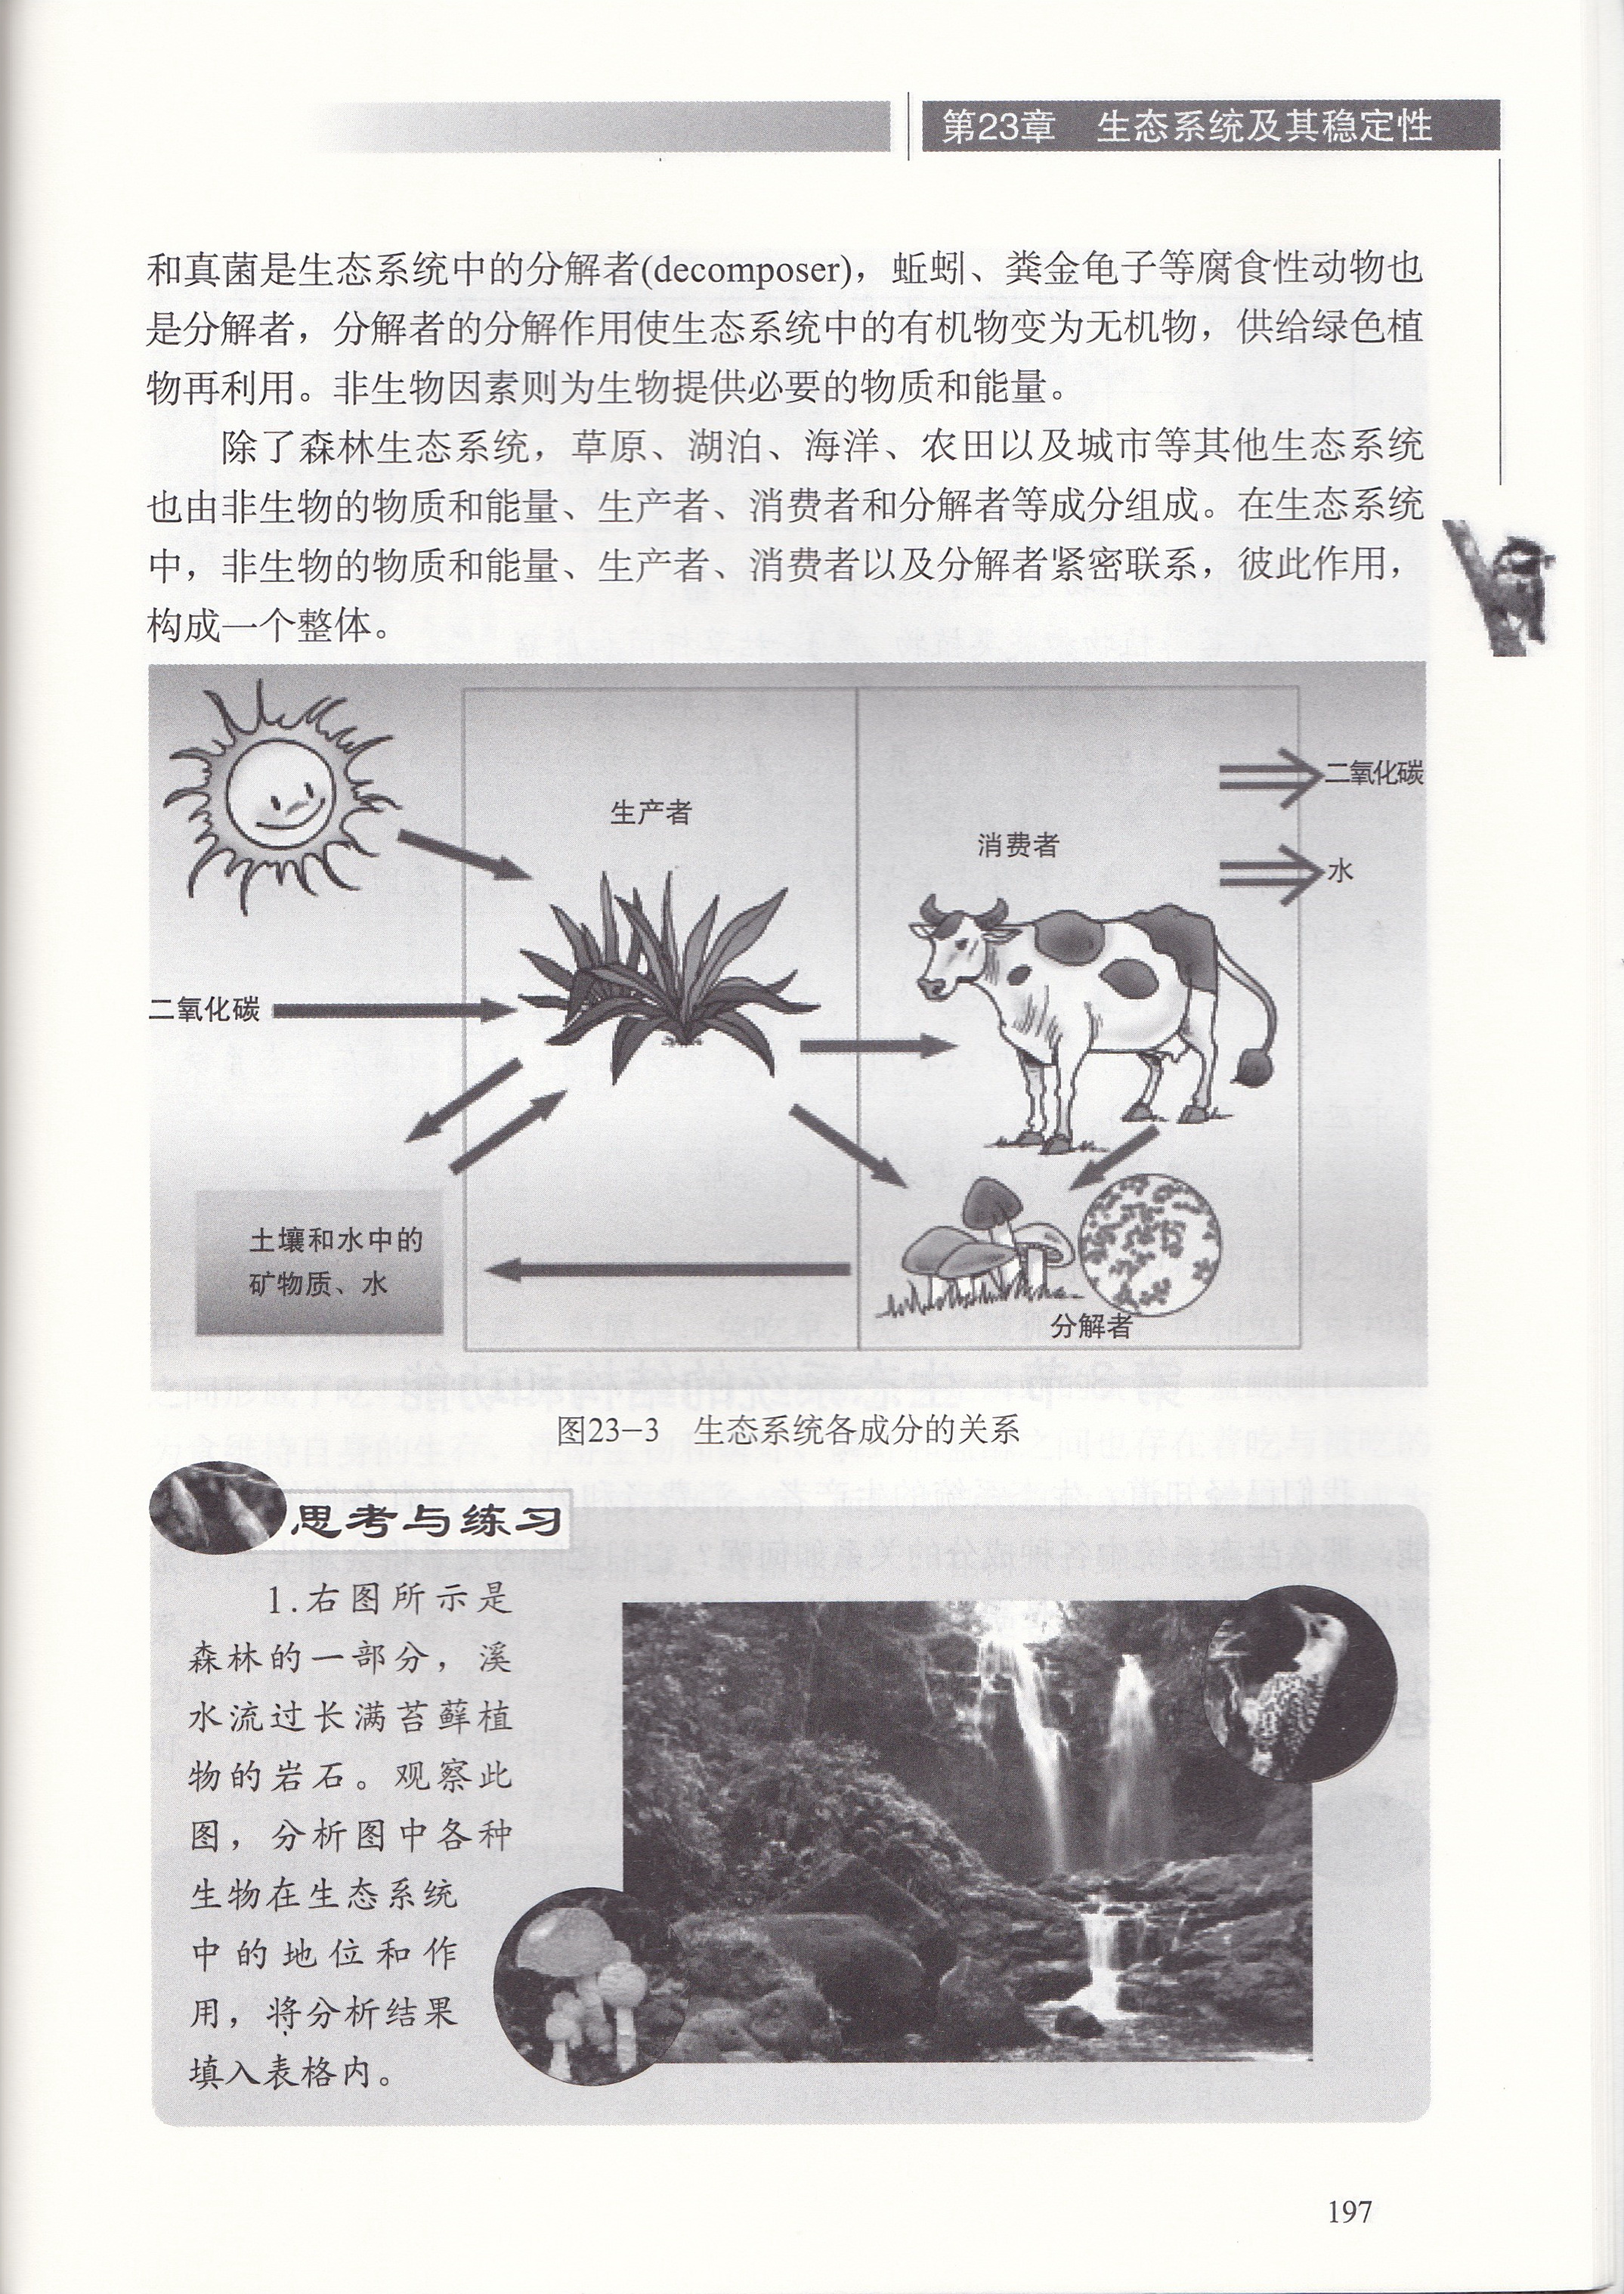 第23章 生态系统及其稳定性
和真菌是生态系统中的分解者(decomposer)，蚯蚓、粪金龟子等腐食性动物也
是分解者，分解者的分解作用使生态系统中的有机物变为无机物，供给绿色植
物再利用。非生物因素则为生物提供必要的物质和能量。
除了森林生态系统，草原、湖泊、海洋、农田以及城市等其他生态系统
也由非生物的物质和能量、生产者、消费者和分解者等成分组成。在生态系统
中，非生物的物质和能量、生产者、消费者以及分解者紧密联系，彼此作用，
构成一个整体。
二氧化碳
生产者
消费者
水
二氧化碳
土壤和水中的
矿物质、水
分解者
图23-3 生态系统各成分的关系
思考与练习
1.右图所示是
森林的一部分，溪
水流过长满苔藓植
物的岩石。观察此
图，分析图中各种
生物在生态系统
中的地位和作
用，将分析结果
填入表格内。
197